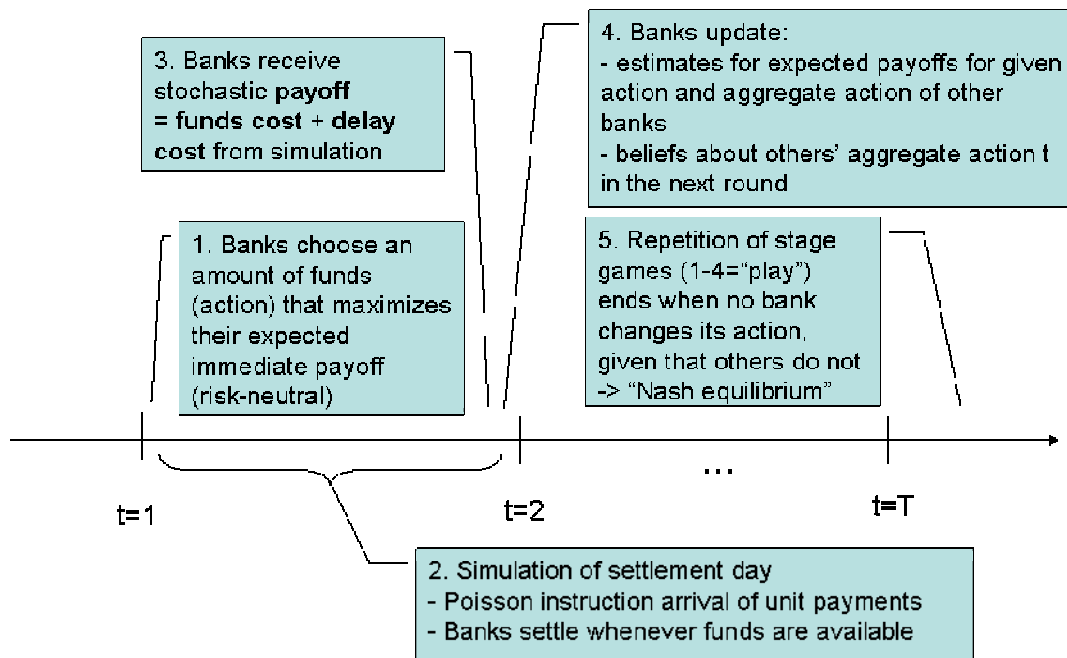 3. Banks receive
stochastic payoff
= funds cost + delay
cost from simulation
4. Banks update:
- estimates for expected payoffs for given
action and aggregate action of other
banks
- beliefs about others' aggregate action t
in the next round
1. Banks choose an
amount of funds
(action) that maximizes
their expected
immediate payoff
(risk-neutral)
5. Repetition of stage
games (1-4="play")
ends when no bank
changes its action,
given that others do not
-> "Nash equilibrium"
...
t=1
t=2
t=T
2. Simulation of settlement day
- Poisson instruction arrival of unit payments
- Banks settle whenever funds are available